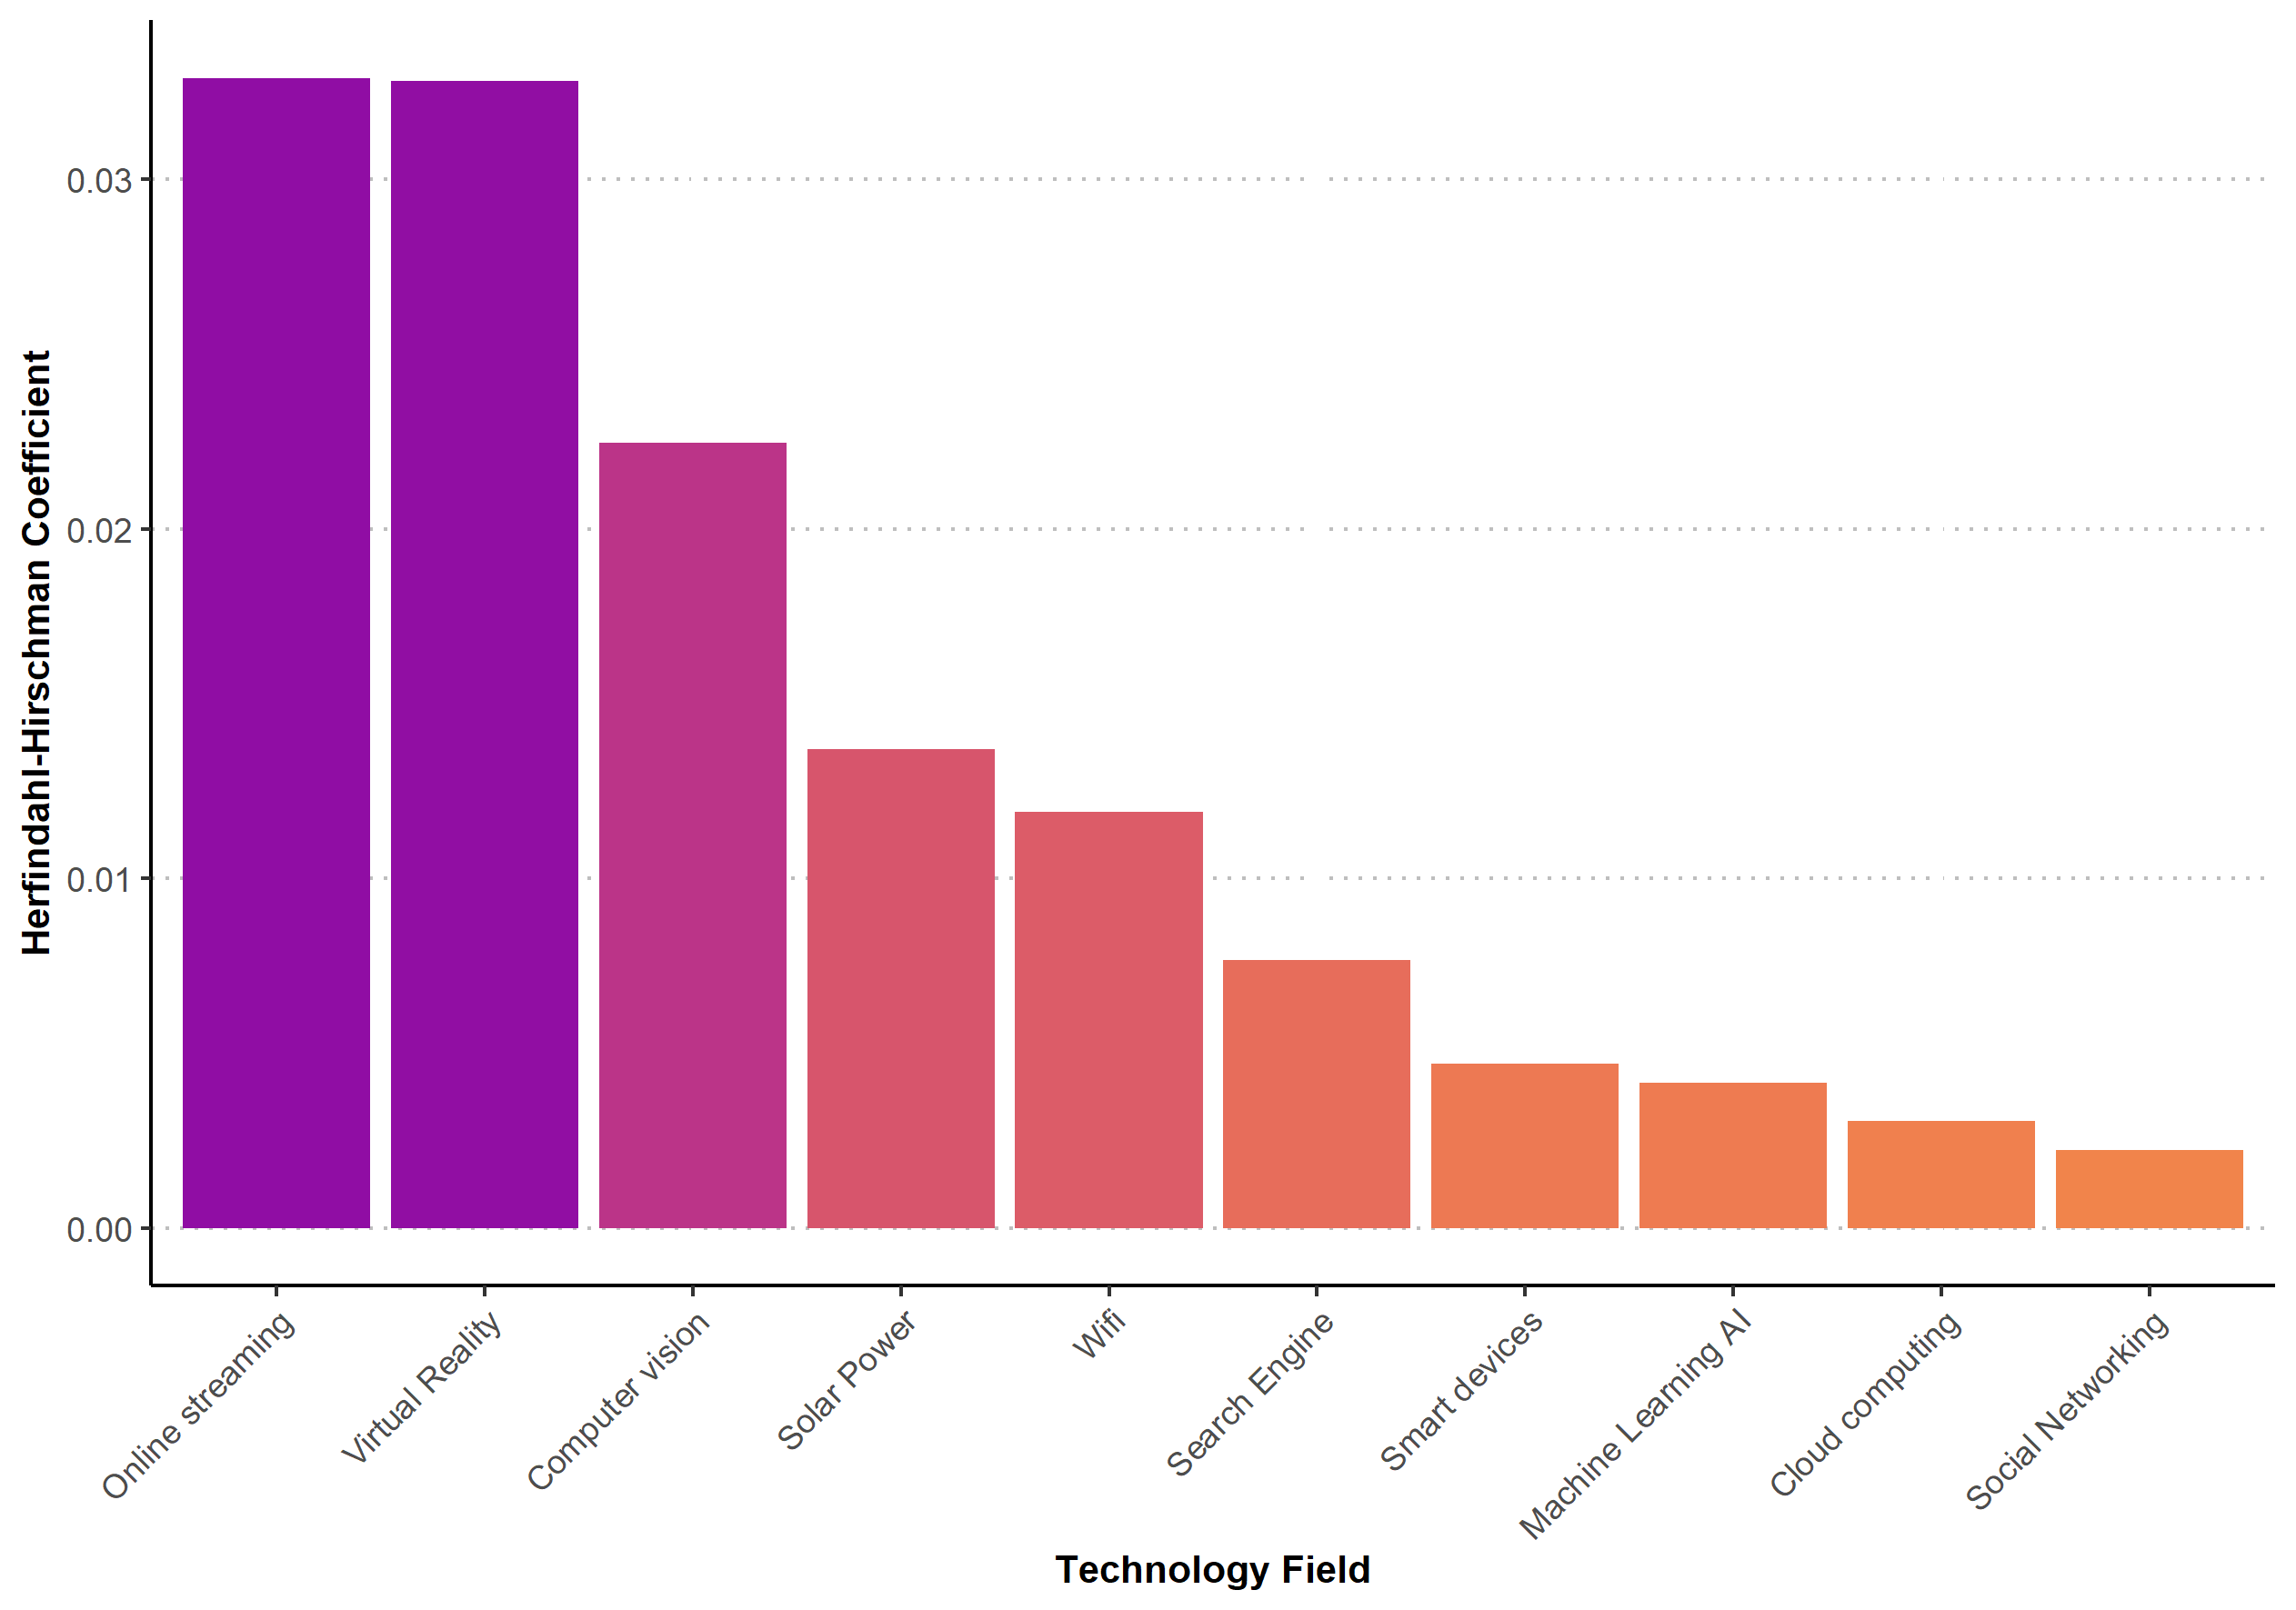 Herfindahl-Hirschman Coefficient
0.03
0.02
0.01
0.00
Online streaming
Virtual Reality
Computer vision
Solar Power
Wifi
Search Engine
Smart devices
Machine Learning AI
Cloud computing
Social Networking
Technology Field